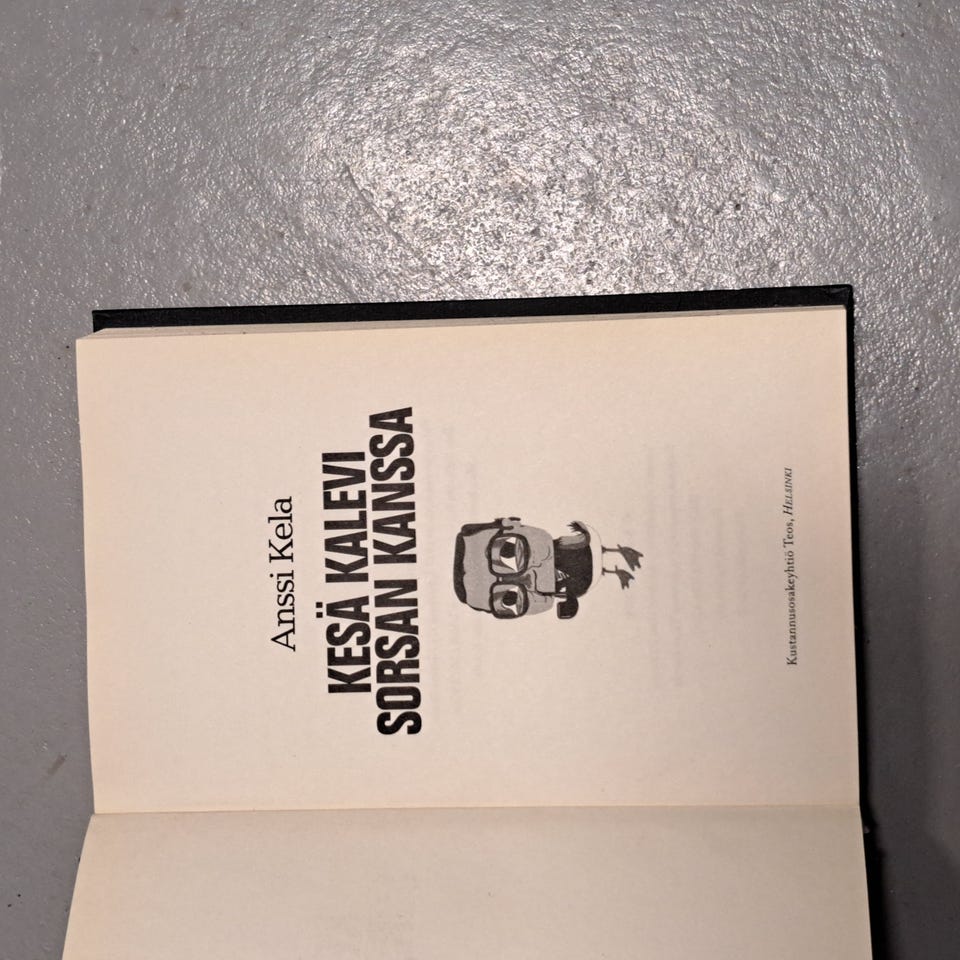 Anssi Kela
KESÄ KALEVI
SORSAN KANSSA
Kustannusosakeyhtiö Teos, HELSINKI